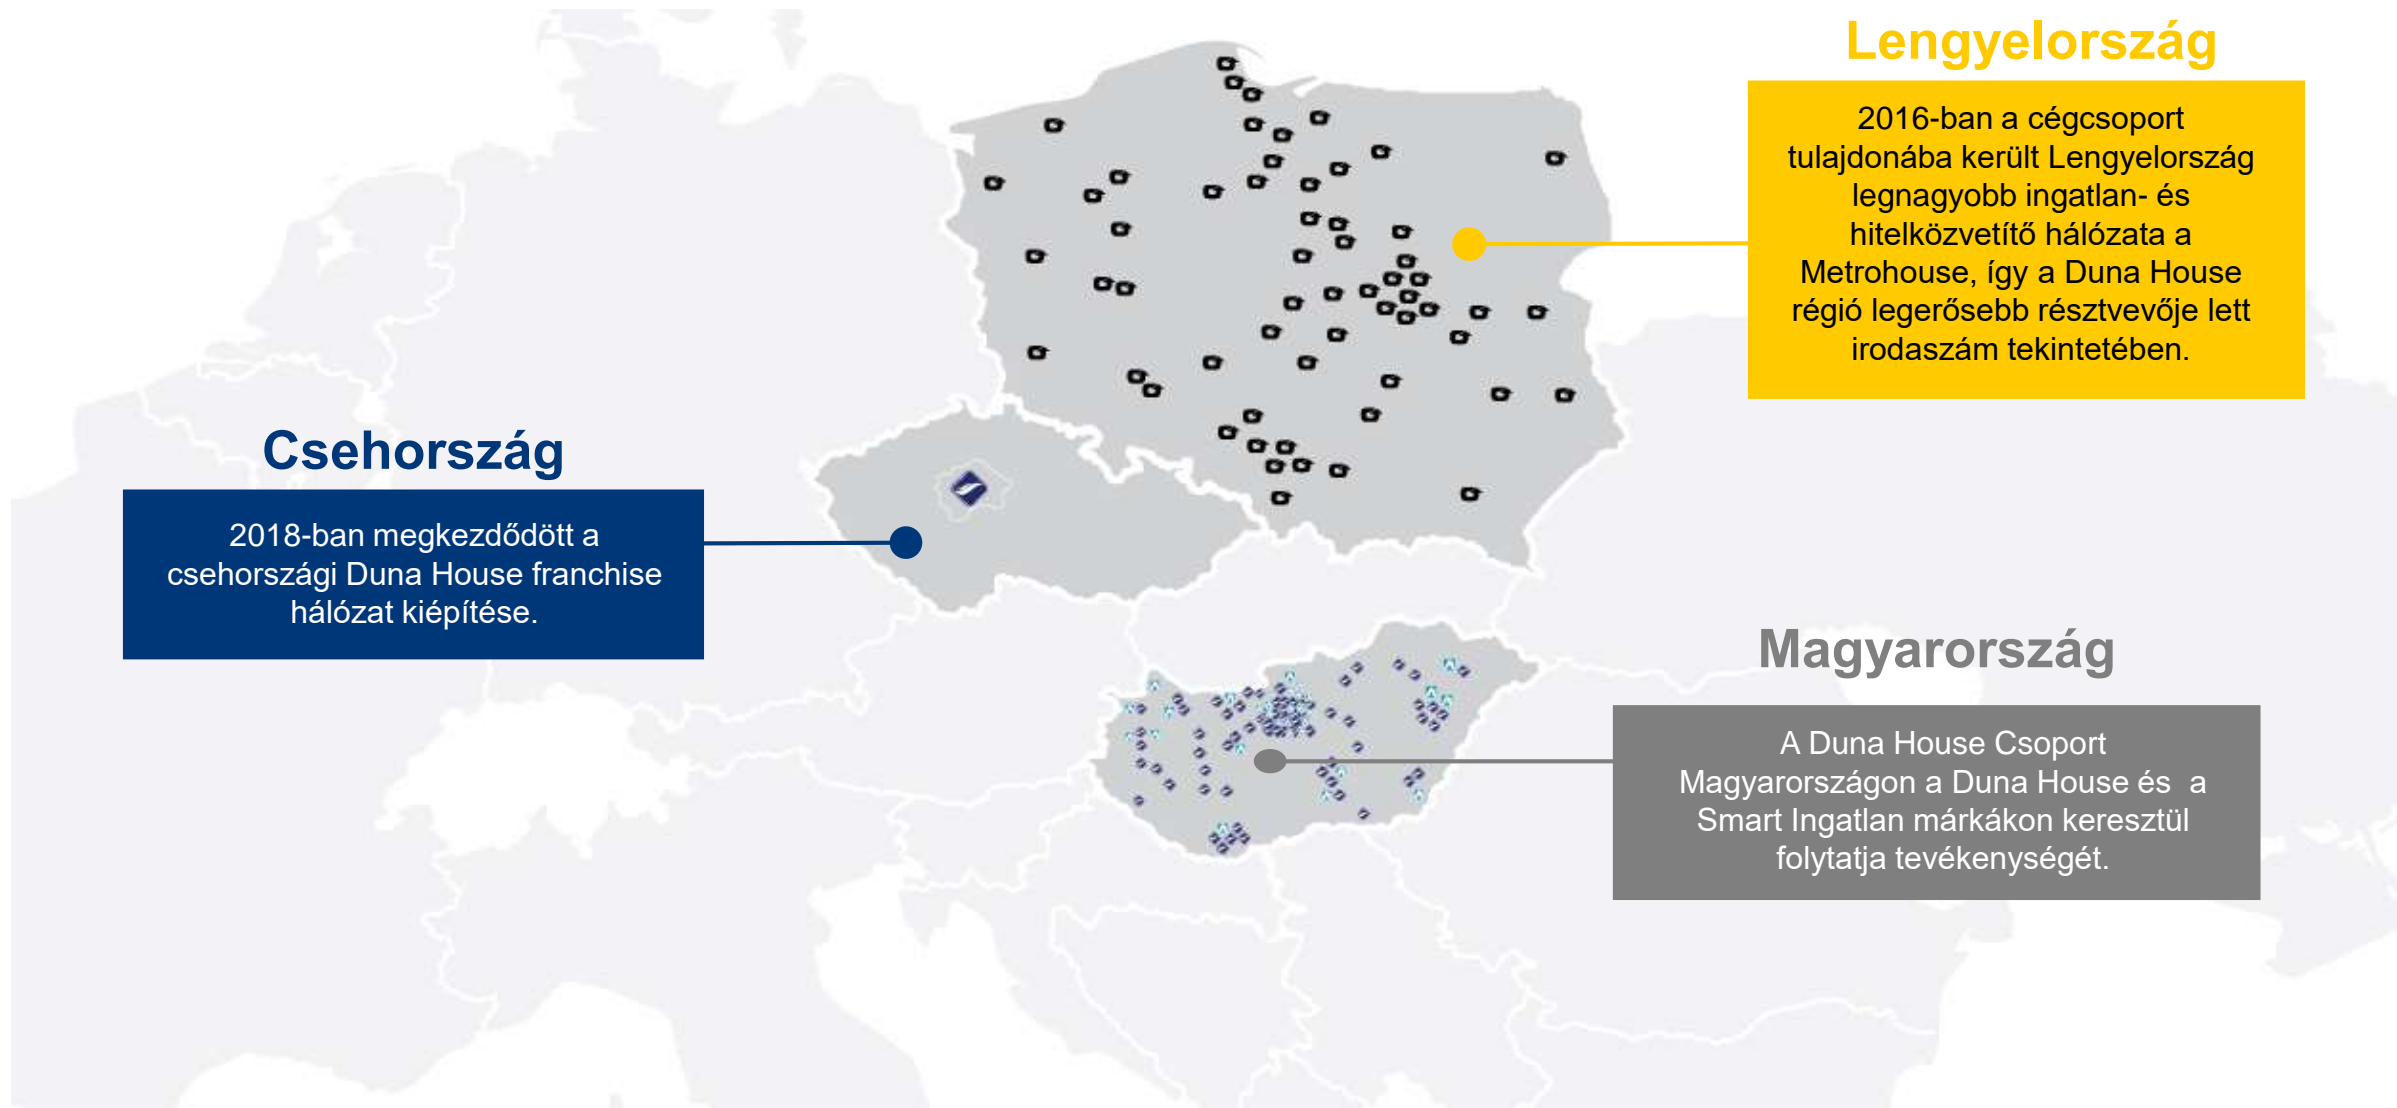 Lengyelország
2016-ban a cégcsoport
tulajdonába került Lengyelország
legnagyobb ingatlan- és
hitelközvetítő hálózata a
Metrohouse, így a Duna House
régió legerősebb résztvevője lett
irodaszám tekintetében.
Csehország
2018-ban megkezdődött a
csehországi Duna House franchise
hálózat kiépítése.
Magyarország
A Duna House Csoport
Magyarországon a Duna House és  a
Smart Ingatlan márkákon keresztül
folytatja tevékenységét.